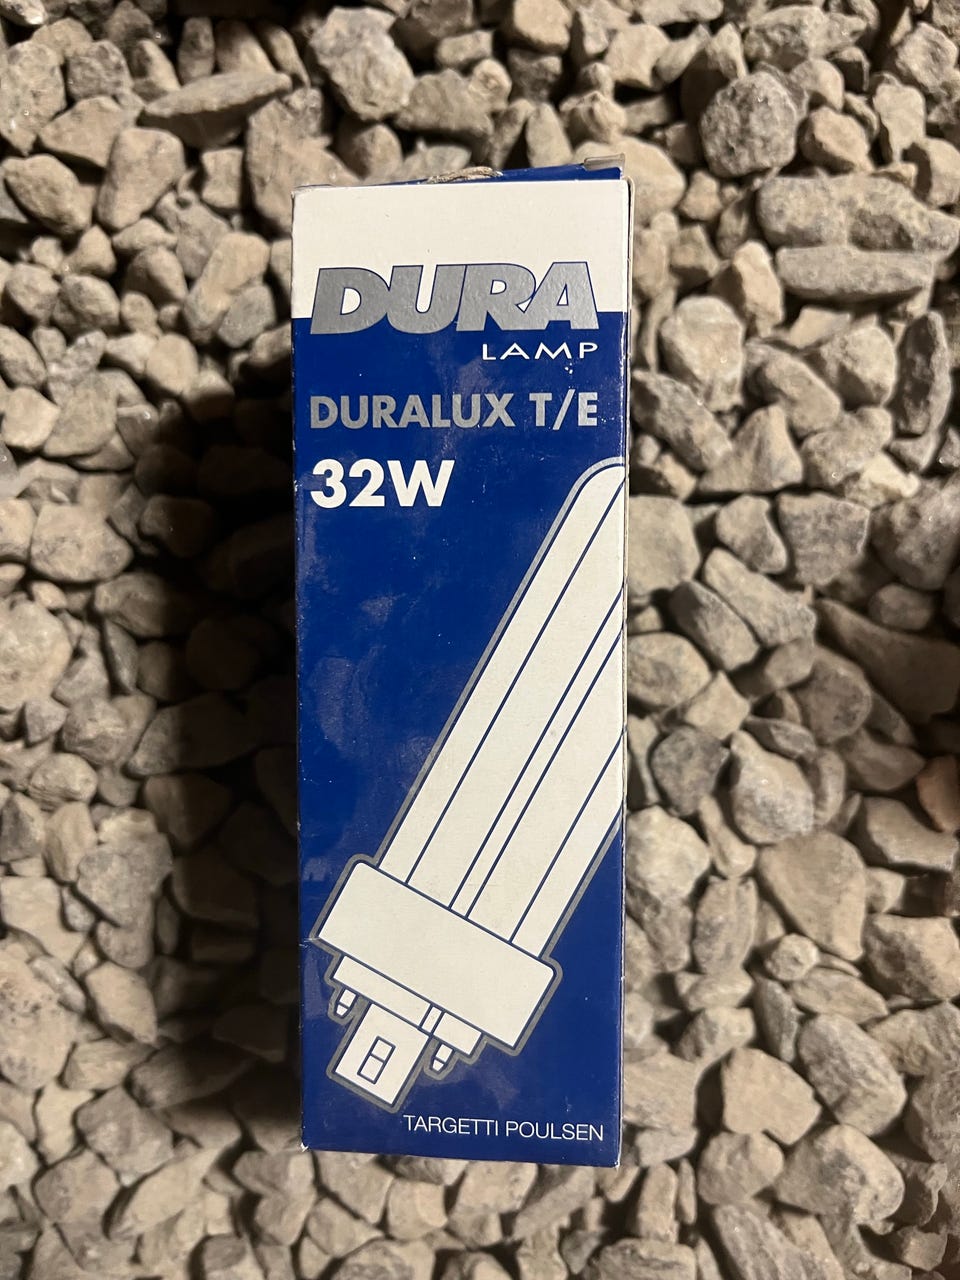 DURA
LAMP
DURALUX T/E
32W
TARGETTI POULSEN